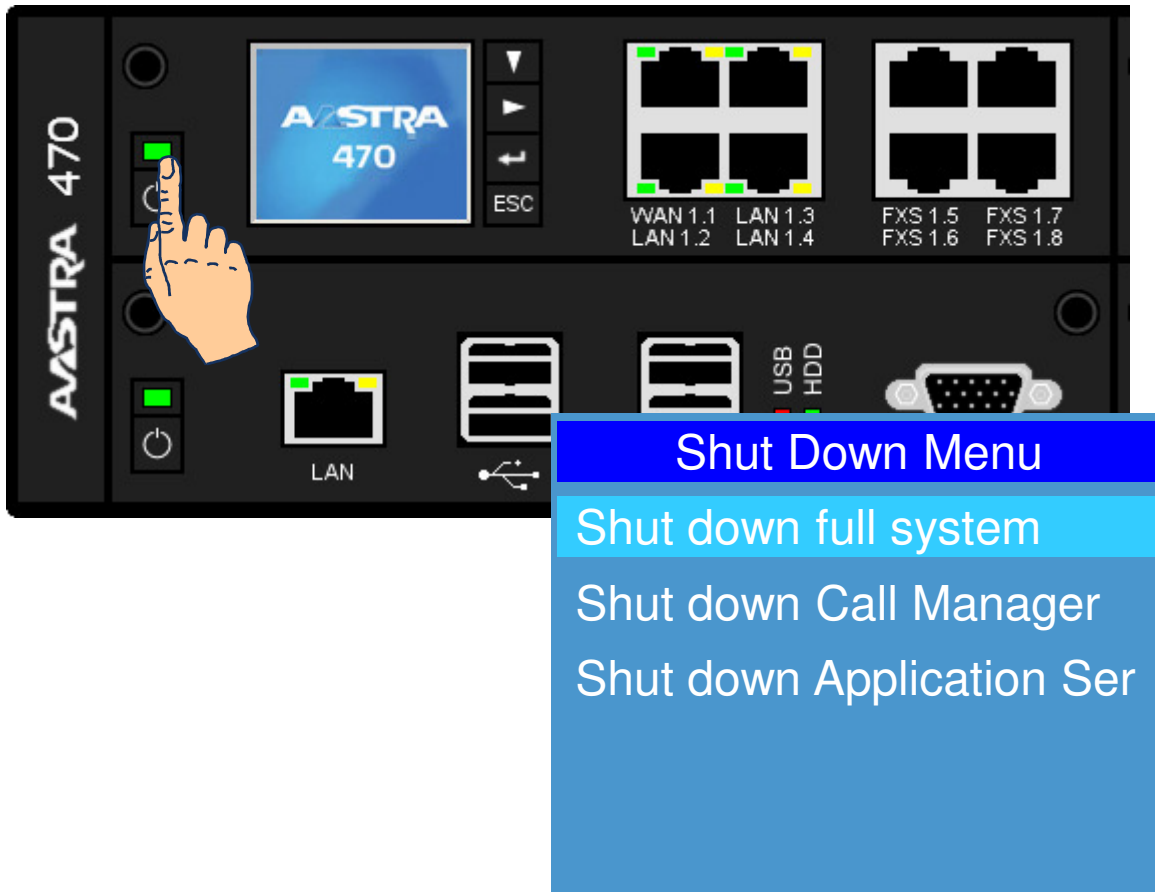 AASTRA 470
AASTRA
470
ESC
WAN 1.1 LAN 1.3
LAN 1.2 LAN 1.4
FXS 1.5 FXS 1.7
FXS 1.6 FXS 1.8
LAN
USB
HDD
Shut Down Menu
Shut down full system
Shut down Call Manager
Shut down Application Ser